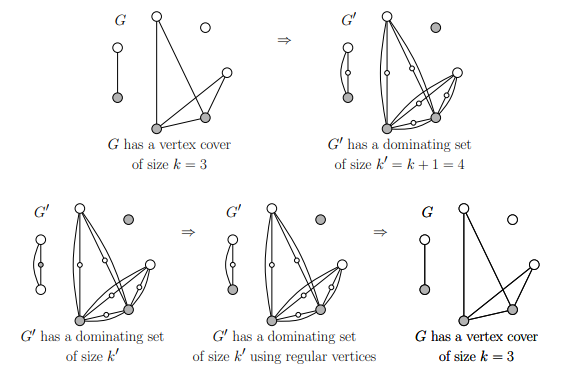 G
⇒
G′
G has a vertex cover
of size k = 3
G′ has a dominating set
of size k′ = k + 1 = 4
G′
⇒
G′
⇒
G
G′ has a dominating set
of size k′
G′ has a dominating set
of size k′ using regular vertices
G has a vertex cover
of size k = 3